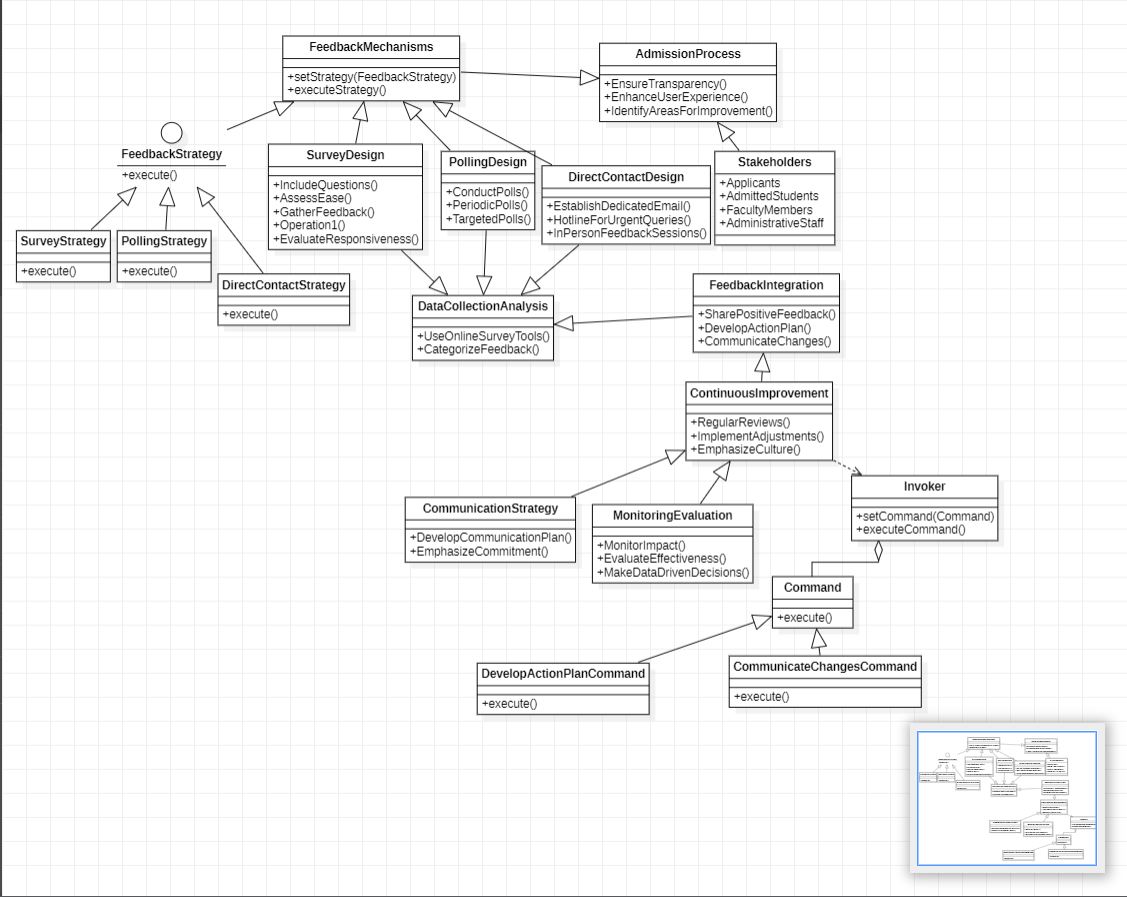 FeedbackMechanisms
+setStrategy(FeedbackStrategy)
+executeStrategy()
AdmissionProcess
+EnsureTransparency()
+EnhanceUserExperience()
+IdentifyAreasForImprovement()
FeedbackStrategy
+execute()
SurveyDesign
+IncludeQuestions()
+AssessEase()
+GatherFeedback()
+Operation1()
+EvaluateResponsiveness()
PollingDesign
+ConductPolls()
+PeriodicPolls()
+TargetedPolls()
DirectContactDesign
+EstablishDedicatedEmail()
+HotlineForUrgentQueries()
+InPersonFeedbackSessions()
Stakeholders
+Applicants
+AdmittedStudents
+FacultyMembers
+AdministrativeStaff
SurveyStrategy
+execute()
PollingStrategy
+execute()
DirectContactStrategy
+execute()
DataCollectionAnalysis
+UseOnlineSurveyTools()
+CategorizeFeedback()
FeedbackIntegration
+SharePositiveFeedback()
+DevelopActionPlan()
+CommunicateChanges()
ContinuousImprovement
+RegularReviews()
+ImplementAdjustments()
+EmphasizeCulture()
CommunicationStrategy
+DevelopCommunicationPlan()
+EmphasizeCommitment()
MonitoringEvaluation
+MonitorImpact()
+EvaluateEffectiveness()
+MakeDataDrivenDecisions()
Invoker
+setCommand(Command)
+executeCommand()
Command
+execute()
DevelopActionPlanCommand
+execute()
CommunicateChangesCommand
+execute()